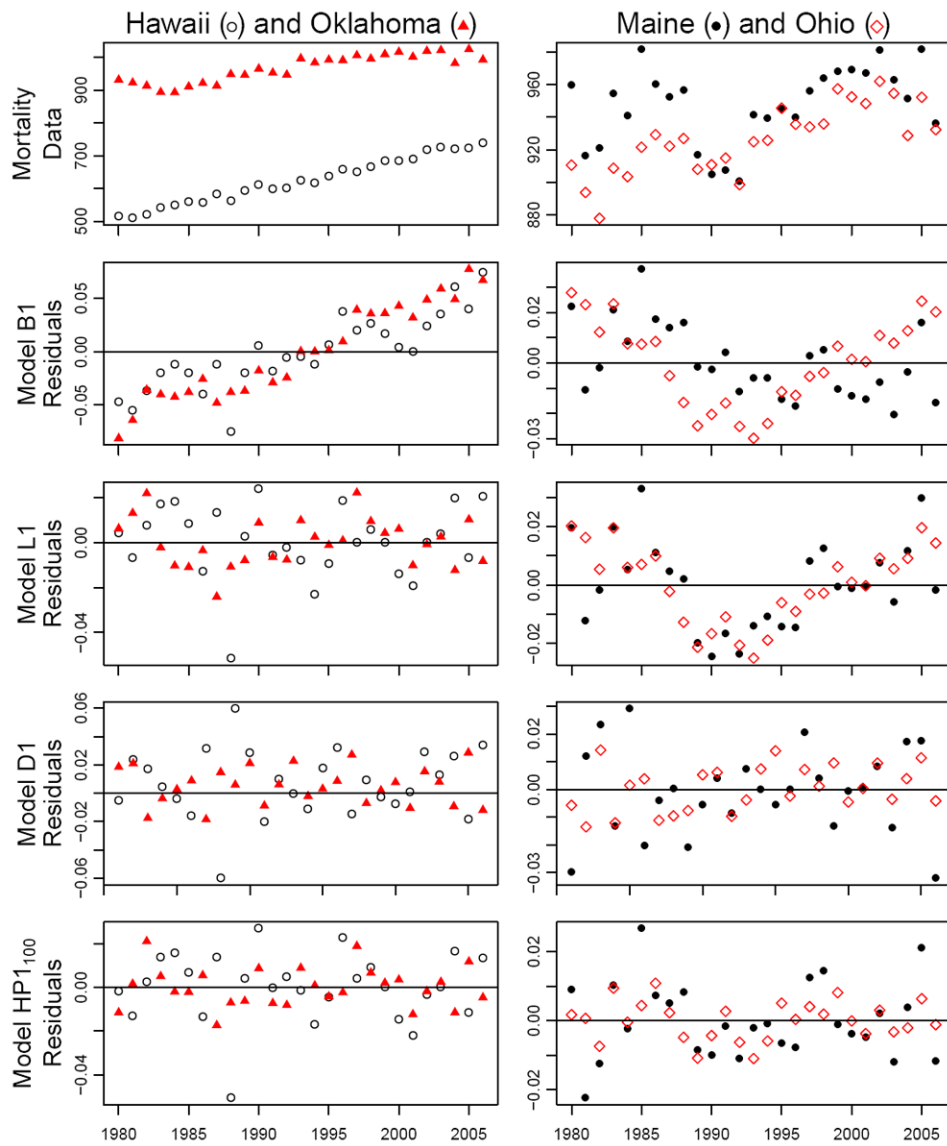 Hawaii (○) and Oklahoma (▲)
Maine (●) and Ohio (◇)
Mortality
Data
500 700 900
880 920 960
Model B1
Residuals
−0.05 0.00 0.05
−0.03 0.00 0.02
Model L1
Residuals
−0.04 0.00
−0.02 0.00 0.02
Model D1
Residuals
−0.06 −0.02 0.02 0.06
−0.03 0.00 0.02
Model HP1₁₀₀
Residuals
−0.04 0.00
−0.02 0.00 0.02
1980 1985 1990 1995 2000 2005
1980 1985 1990 1995 2000 2005